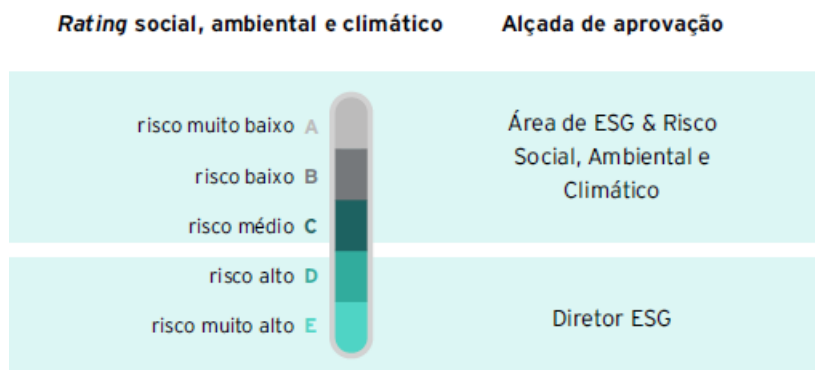 Rating social, ambiental e climático
Alçada de aprovação
risco muito baixo A
risco baixo B
risco médio C
Área de ESG & Risco
Social, Ambiental e
Climático
risco alto D
risco muito alto E
Diretor ESG